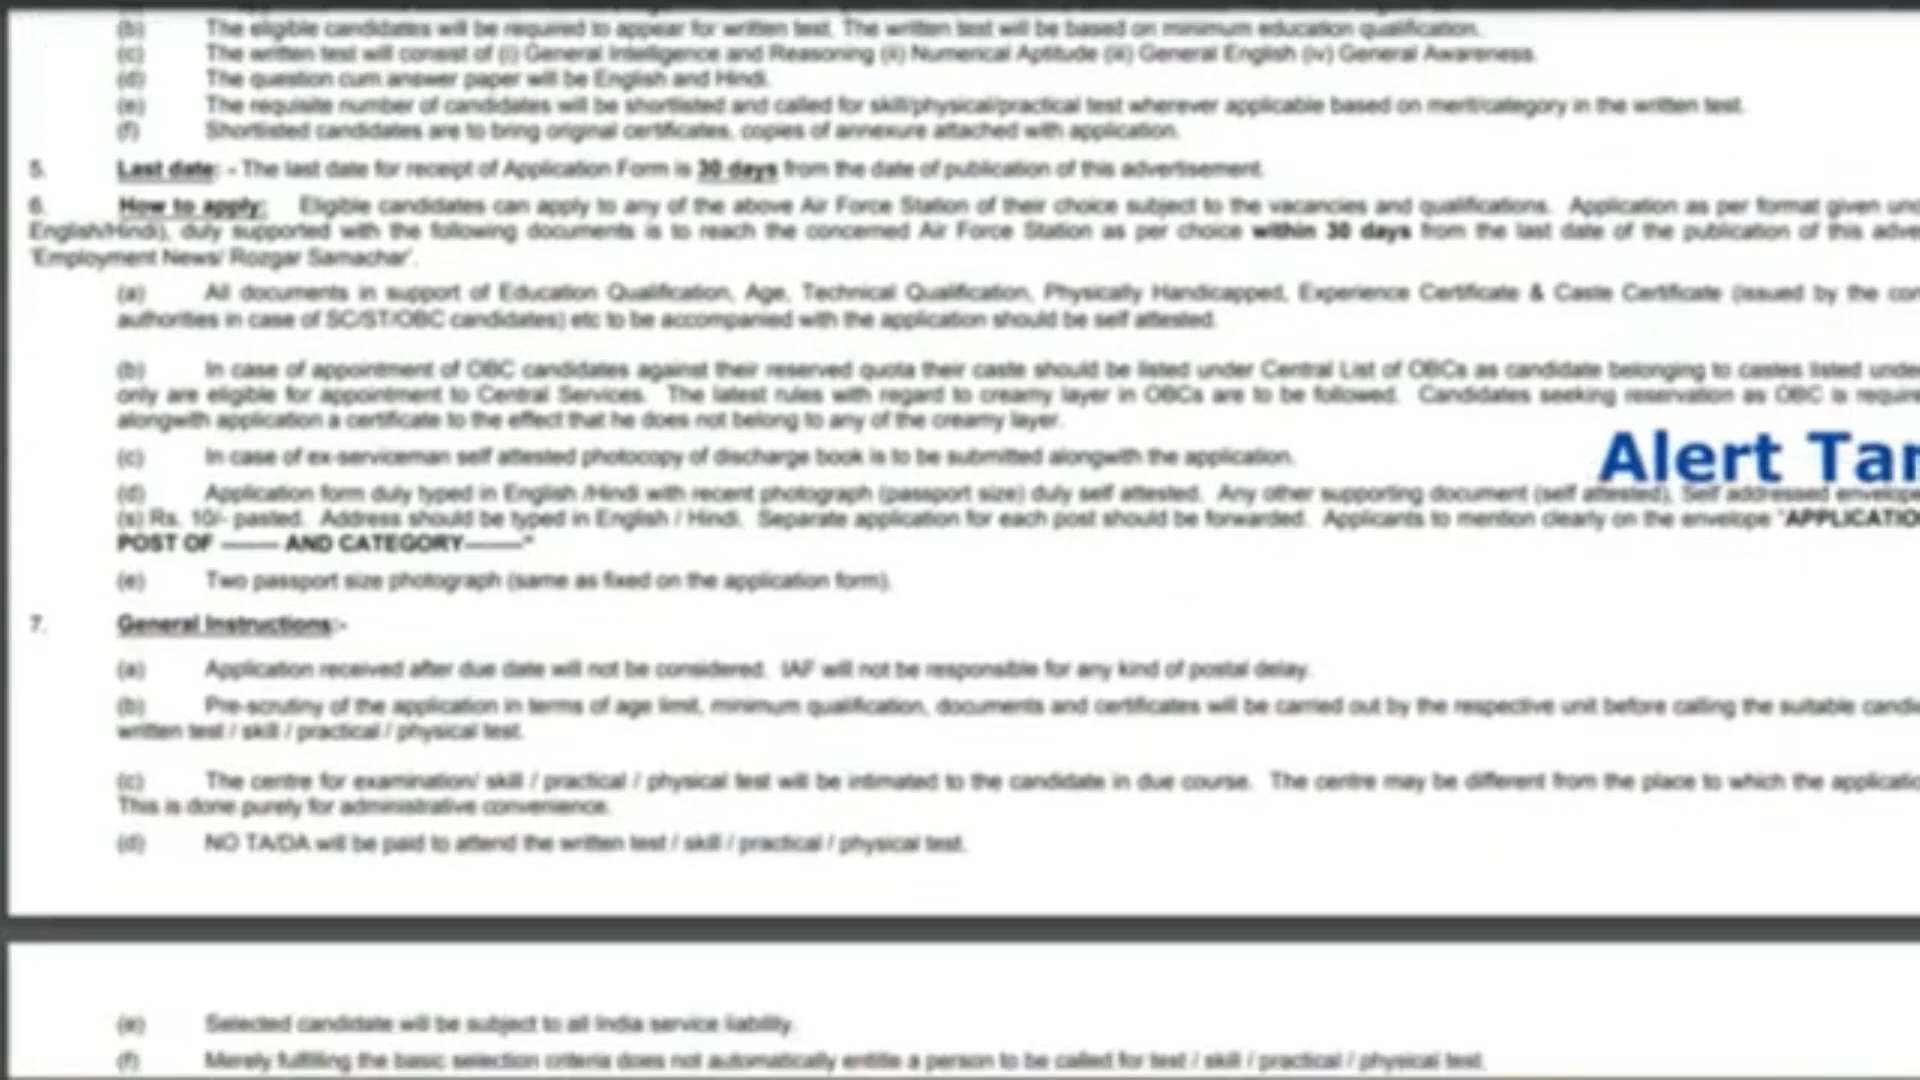 (b) The eligible candidates will be required to appear for written test. The written test will be based on minimum education qualification.
(c) The written test will consist of (i) General Intelligence and Reasoning (ii) Numerical Aptitude (iii) General English (iv) General Awareness.
(d) The question cum answer paper will be English and Hindi.
(e) The requisite number of candidates will be shortlisted and called for skill/physical/practical test wherever applicable based on merit/category in the written test.
(f) Shortlisted candidates are to bring original certificates, copies of annexure attached with application.
5. Last date: - The last date for receipt of Application Form is 30 days from the date of publication of this advertisement.
6. How to apply: Eligible candidates can apply to any of the above Air Force Station of their choice subject to the vacancies and qualifications. Application as per format given und
English/Hindi), duly supported with the following documents is to reach the concerned Air Force Station as per choice within 30 days from the last date of the publication of this adve
'Employment News/ Rozgar Samachar'.
(a) All documents in support of Education Qualification, Age, Technical Qualification, Physically Handicapped, Experience Certificate & Caste Certificate (issued by the con
authorities in case of SC/ST/OBC candidates) etc to be accompanied with the application should be self attested.
(b) In case of appointment of OBC candidates against their reserved quota their caste should be listed under Central List of OBCs as candidate belonging to castes listed unde
only are eligible for appointment to Central Services. The latest rules with regard to creamy layer in OBCs are to be followed. Candidates seeking reservation as OBC is require
alongwith application a certificate to the effect that he does not belong to any of the creamy layer.
Alert Tar
(c) In case of ex-serviceman self attested photocopy of discharge book is to be submitted alongwith the application.
(d) Application form duly typed in English /Hindi with recent photograph (passport size) duly self attested. Any other supporting document (self attested), Self addressed envelope
(s) Rs. 10/- pasted. Address should be typed in English / Hindi. Separate application for each post should be forwarded. Applicants to mention clearly on the envelope "APPLICATIO
POST OF ------- AND CATEGORY-------"
(e) Two passport size photograph (same as fixed on the application form).
7. General Instructions:-
(a) Application received after due date will not be considered. IAF will not be responsible for any kind of postal delay.
(b) Pre-scrutiny of the application in terms of age limit, minimum qualification, documents and certificates will be carried out by the respective unit before calling the suitable candi
written test / skill / practical / physical test.
(c) The centre for examination/ skill / practical / physical test will be intimated to the candidate in due course. The centre may be different from the place to which the applicatio
This is done purely for administrative convenience.
(d) NO TA/DA will be paid to attend the written test / skill / practical / physical test.
(e) Selected candidate will be subject to all India service liability.
(f) Merely fulfilling the basic selection criteria does not automatically entitle a person to be called for test / skill / practical / physical test.